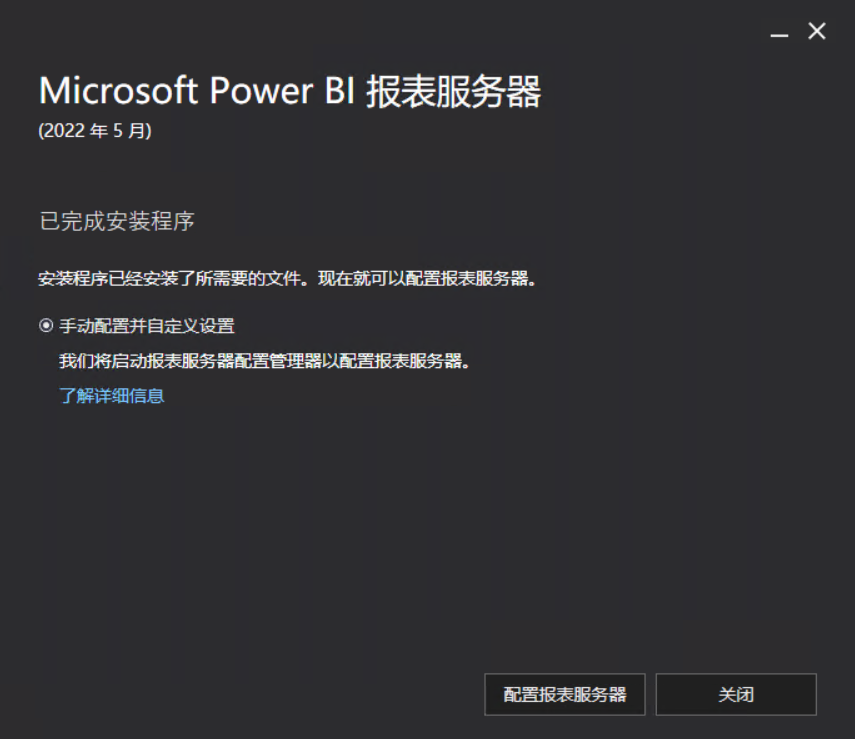 Microsoft Power BI 报表服务器
(2022 年 5 月)
已完成安装程序
安装程序已经安装了所需要的文件。现在就可以配置报表服务器。
手动配置并自定义设置
我们将启动报表服务器配置管理器以配置报表服务器。
了解详细信息
配置报表服务器
关闭